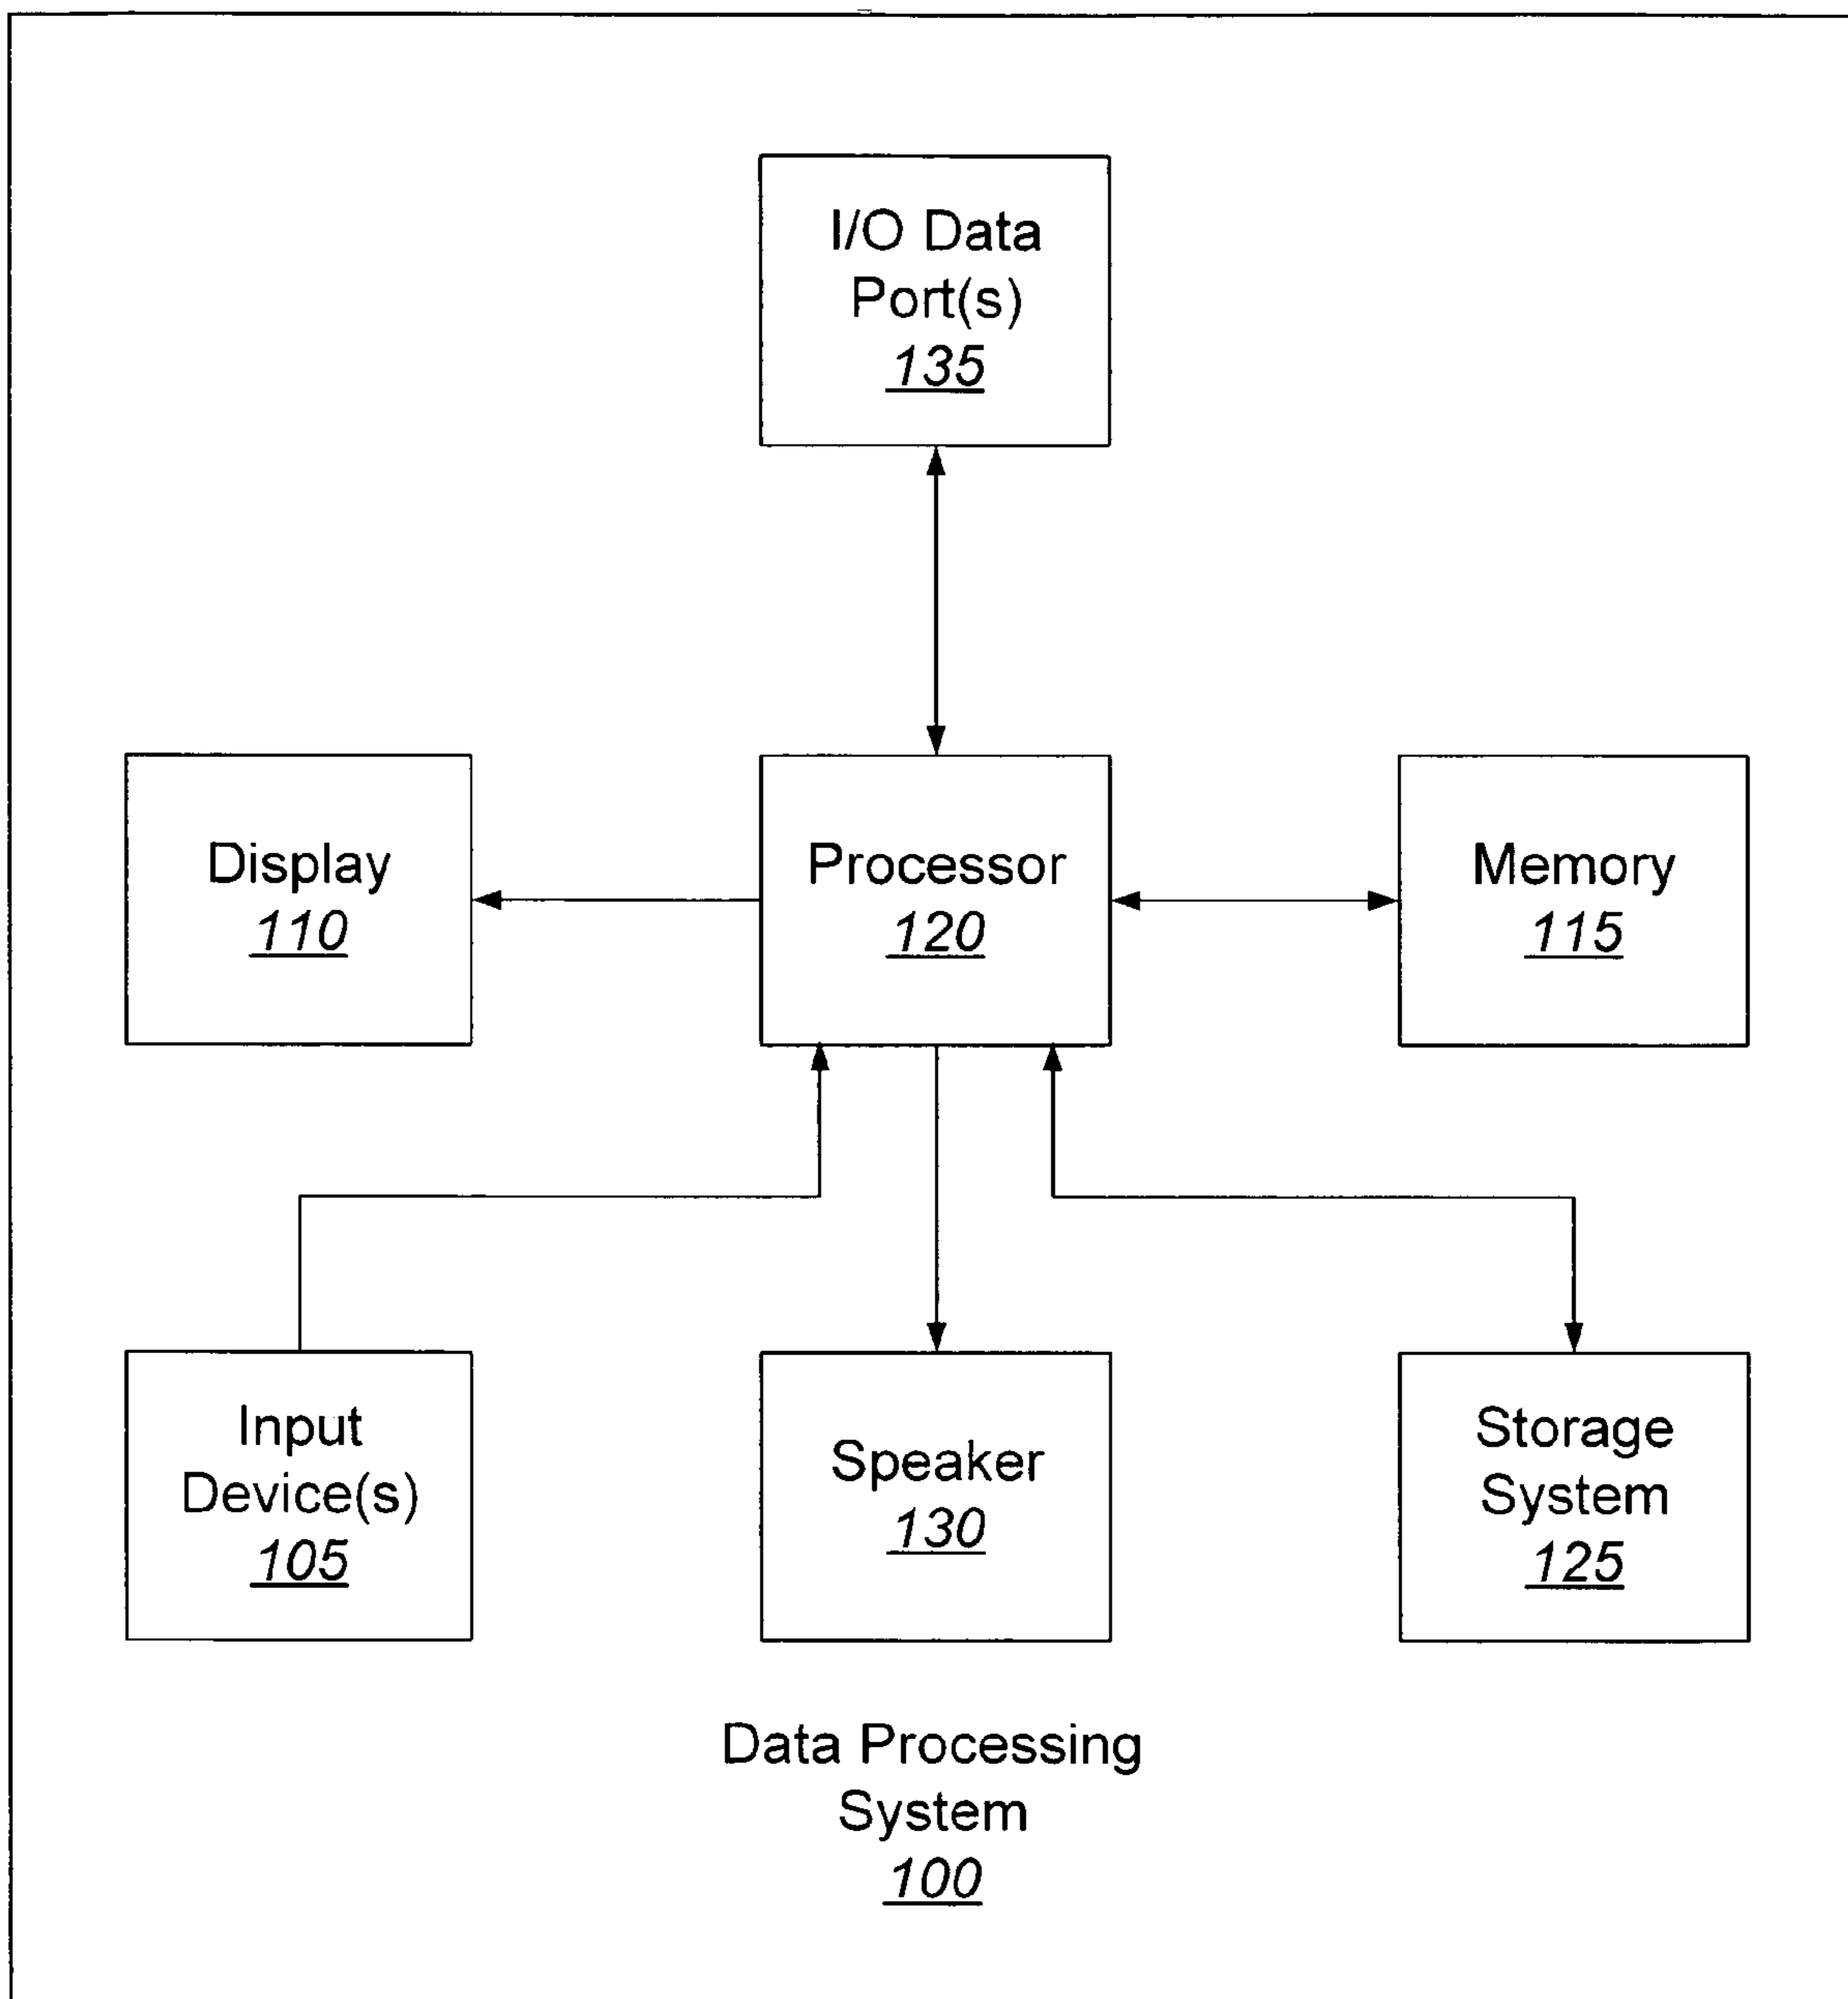 I/O Data
Port(s)
135
Display
110
Processor
120
Memory
115
Input
Device(s)
105
Speaker
130
Storage
System
125
Data Processing
System
100